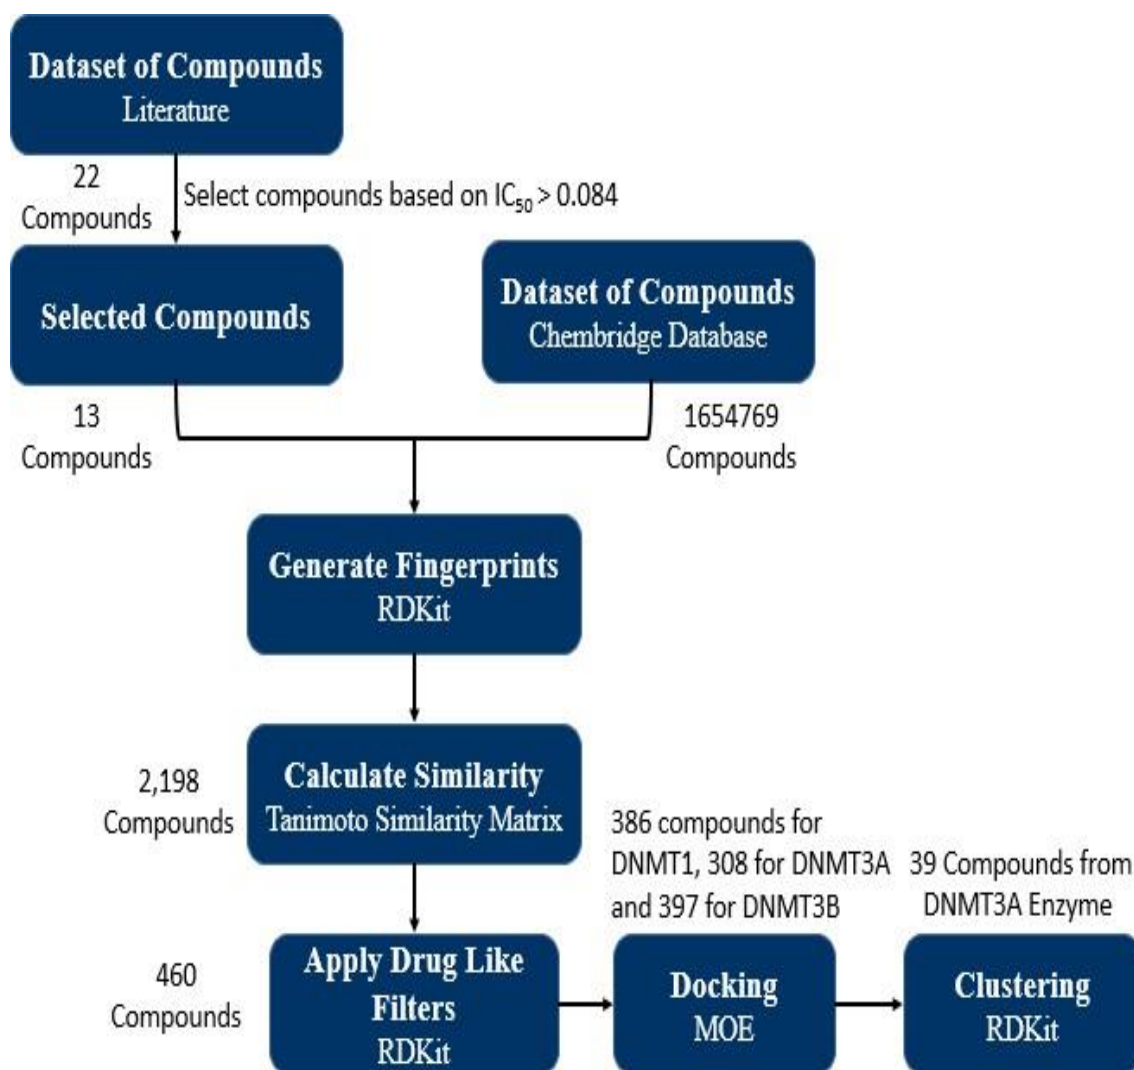 Dataset of Compounds
Literature
22
Compounds
Select compounds based on IC₅₀ > 0.084
Selected Compounds
Dataset of Compounds
Chembridge Database
13
Compounds
1654769
Compounds
Generate Fingerprints
RDKit
2,198
Compounds
Calculate Similarity
Tanimoto Similarity Matrix
386 compounds for
DNMT1, 308 for DNMT3A
and 397 for DNMT3B
39 Compounds from
DNMT3A Enzyme
460
Compounds
Apply Drug Like
Filters
RDKit
Docking
MOE
Clustering
RDKit